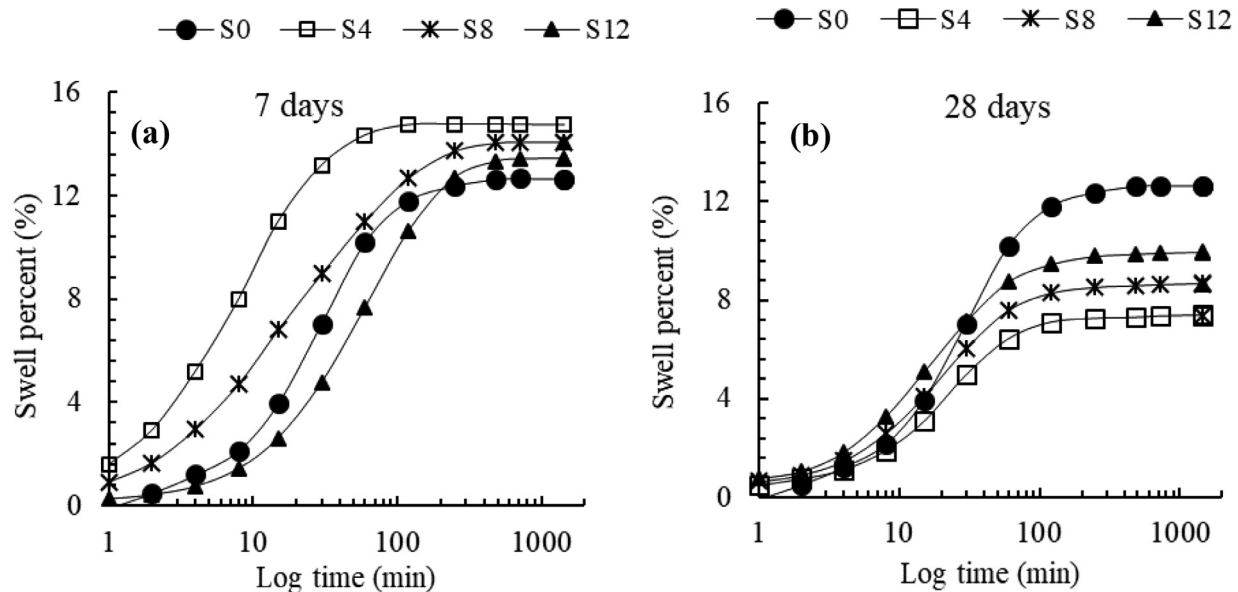 S0 S4 S8 S12
16
12
8
4
0
7 days
(a)
Swell percent (%)
1 10 100 1000
Log time (min)
S0 S4 S8 S12
16
12
8
4
0
28 days
(b)
Swell percent (%)
1 10 100 1000
Log time (min)